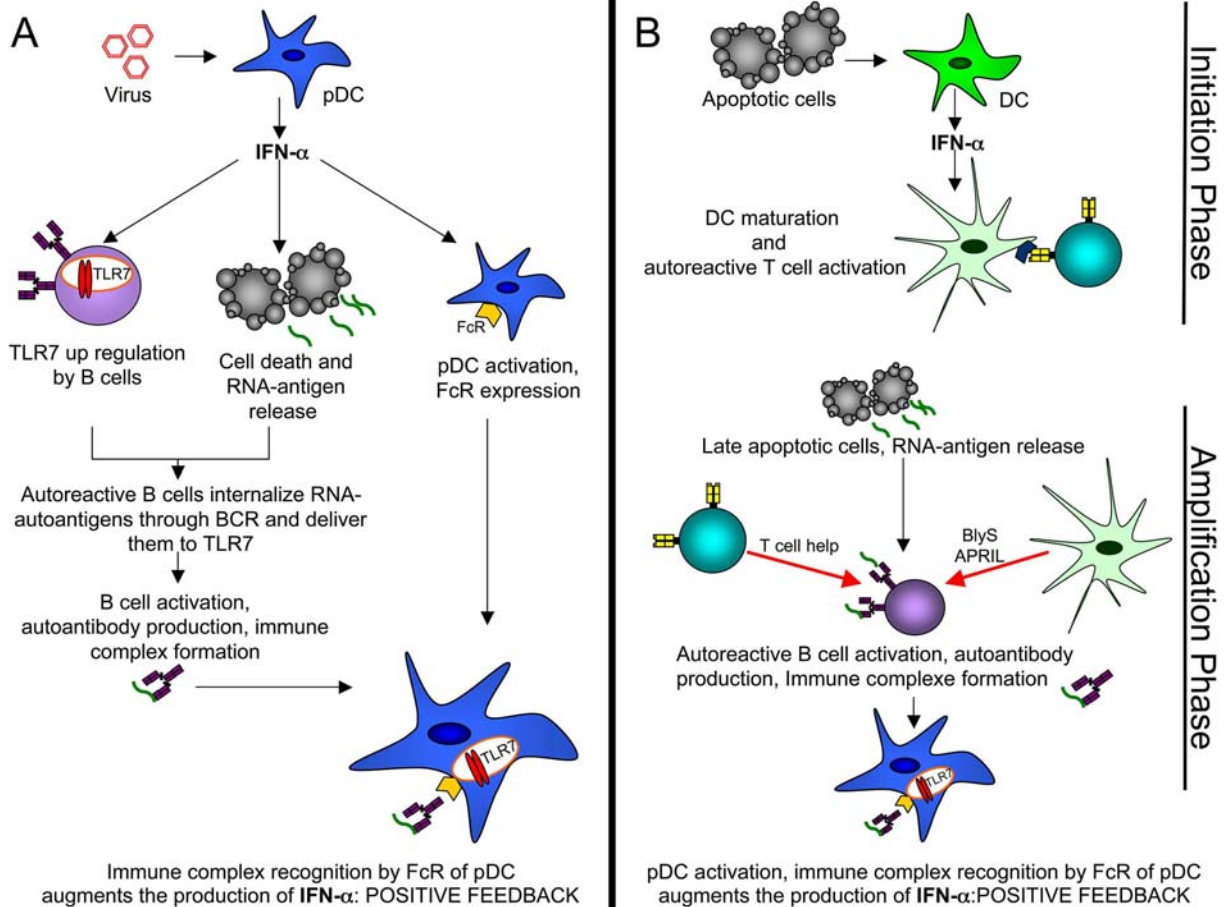 A
Virus
pDC
IFN-α
TLR7
FcR
TLR7 up regulation
by B cells
Cell death and
RNA-antigen
release
pDC activation,
FcR expression
Autoreactive B cells internalize RNA-
autoantigens through BCR and deliver
them to TLR7
B cell activation,
autoantibody production, immune
complex formation
TLR7
Immune complex recognition by FcR of pDC
augments the production of IFN-α: POSITIVE FEEDBACK
B
Apoptotic cells
DC
IFN-α
DC maturation
and
autoreactive T cell activation
Initiation Phase
Late apoptotic cells, RNA-antigen release
T cell help
BlyS
APRIL
Autoreactive B cell activation, autoantibody
production, Immune complexe formation
TLR7
Amplification Phase
pDC activation, immune complex recognition by FcR of pDC
augments the production of IFN-α:POSITIVE FEEDBACK